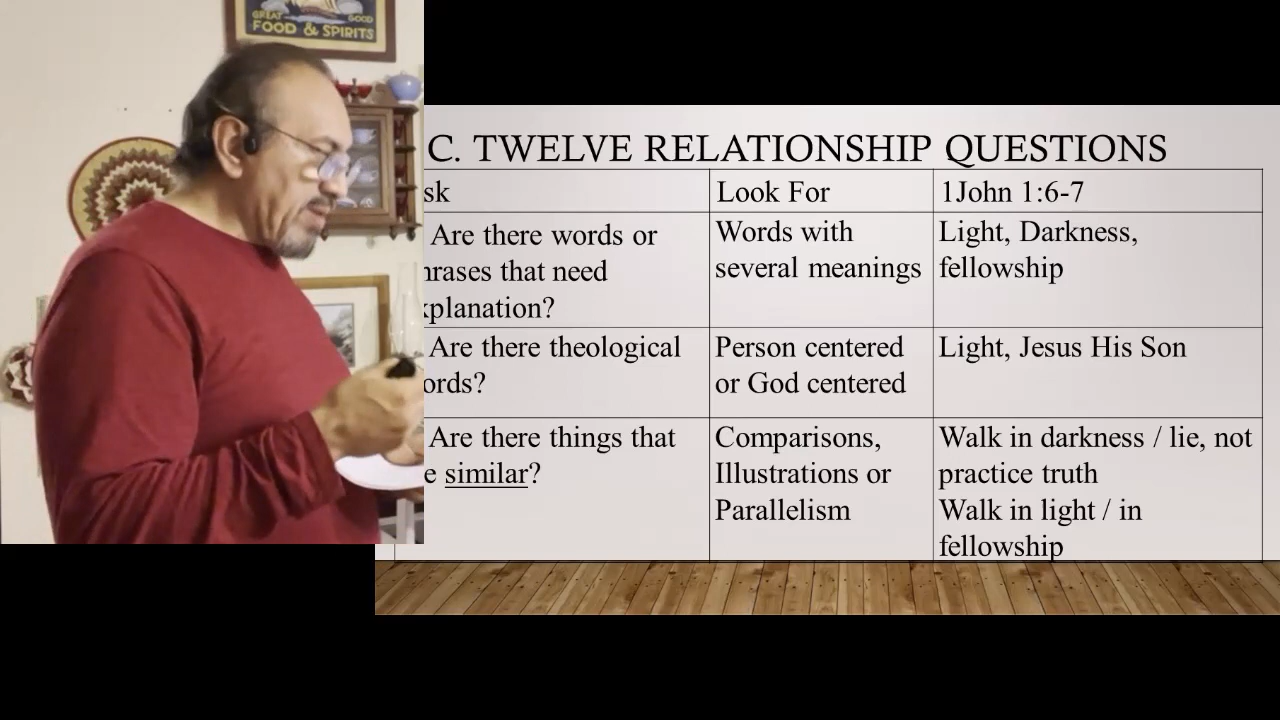 GREAT GOOD
FOOD & SPIRITS
C. TWELVE RELATIONSHIP QUESTIONS
sk
Look For
1John 1:6-7
Are there words or
hrases that need
xplanation?
Words with
several meanings
Light, Darkness,
fellowship
Are there theological
ords?
Person centered
or God centered
Light, Jesus His Son
Are there things that
e similar?
Comparisons,
Illustrations or
Parallelism
Walk in darkness / lie, not
practice truth
Walk in light / in
fellowship